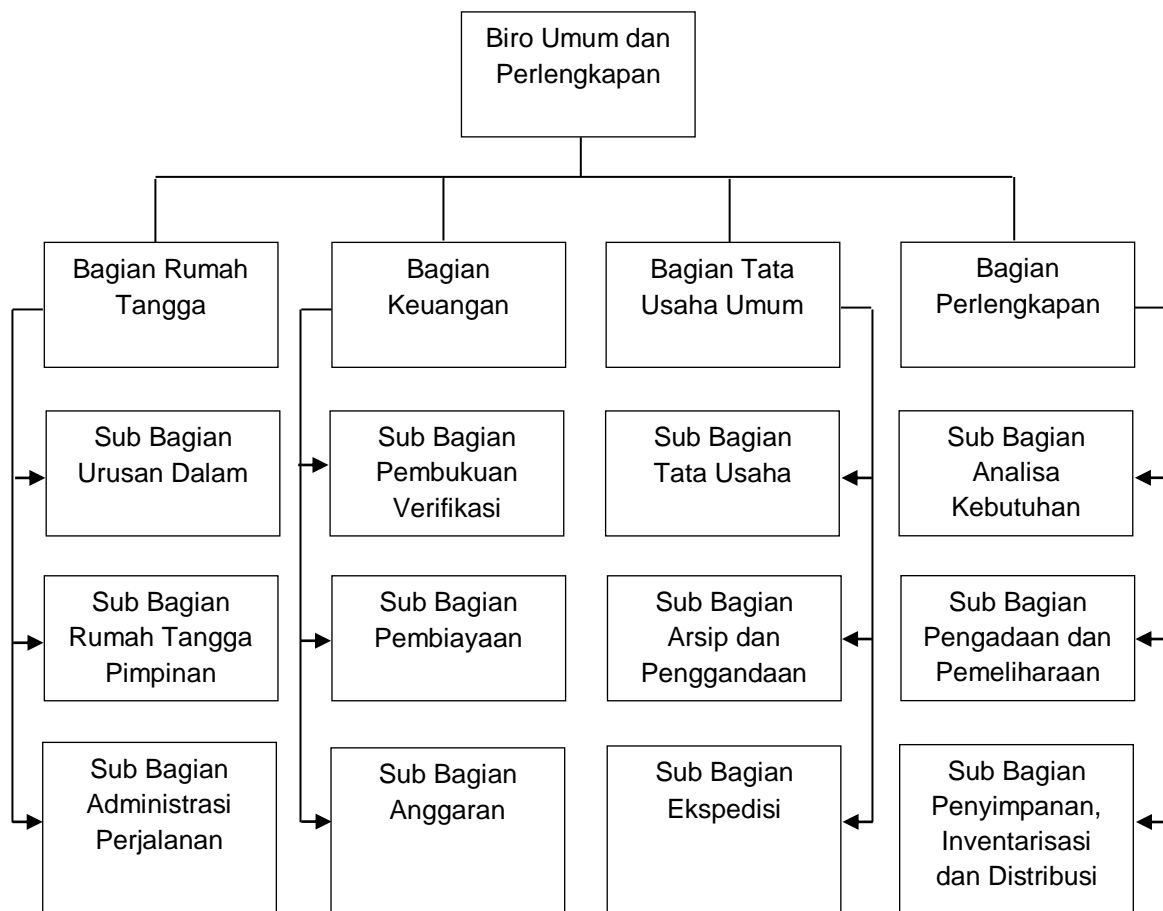 Biro Umum dan
Perlengkapan
Bagian Rumah
Tangga
Bagian
Keuangan
Bagian Tata
Usaha Umum
Bagian
Perlengkapan
Sub Bagian
Urusan Dalam
Sub Bagian
Pembukuan
Verifikasi
Sub Bagian
Tata Usaha
Sub Bagian
Analisa
Kebutuhan
Sub Bagian
Rumah Tangga
Pimpinan
Sub Bagian
Pembiayaan
Sub Bagian
Arsip dan
Penggandaan
Sub Bagian
Pengadaan dan
Pemeliharaan
Sub Bagian
Administrasi
Perjalanan
Sub Bagian
Anggaran
Sub Bagian
Ekspedisi
Sub Bagian
Penyimpanan,
Inventarisasi
dan Distribusi